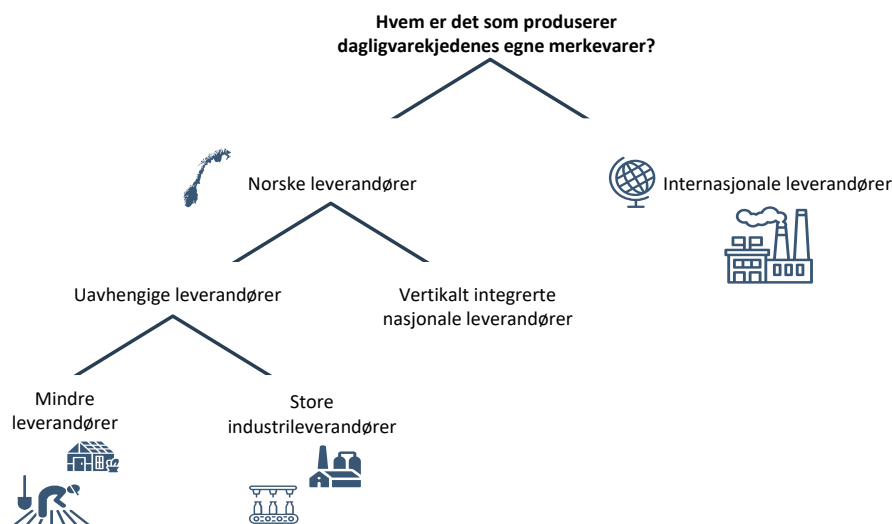 Hvem er det som produserer
dagligvarekjedenes egne merkevarer?
Norske leverandører
Internasjonale leverandører
Uavhengige leverandører
Vertikalt integrerte
nasjonale leverandører
Mindre
leverandører
Store
industrileverandører